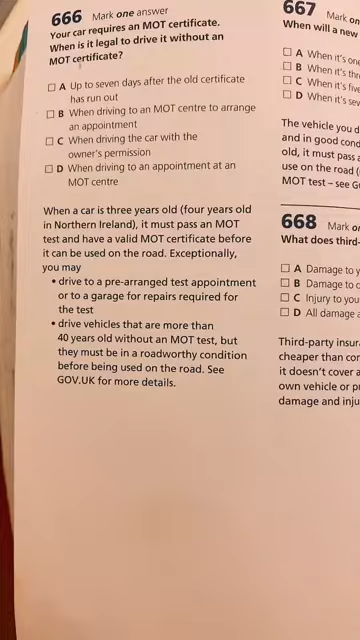 666 Mark one answer
Your car requires an MOT certificate.
When is it legal to drive it without an
MOT certificate?
A Up to seven days after the old certificate
has run out
B When driving to an MOT centre to arrange
an appointment
C When driving the car with the
owner's permission
D When driving to an appointment at an
MOT centre
When a car is three years old (four years old
in Northern Ireland), it must pass an MOT
test and have a valid MOT certificate before
it can be used on the road. Exceptionally,
you may
• drive to a pre-arranged test appointment
or to a garage for repairs required for
the test
• drive vehicles that are more than
40 years old without an MOT test, but
they must be in a roadworthy condition
before being used on the road. See
GOV.UK for more details.
667 Mark
When will a new
A When it's
B When it's
C When it's
D When it's
The vehicle you
and in good
old, it must pass
use on the road
MOT test – see
668 Mark
What does third-
A Damage to
B Damage to
C Injury to
D All damage
Third-party
cheaper than
it doesn't cover
own vehicle or
damage and